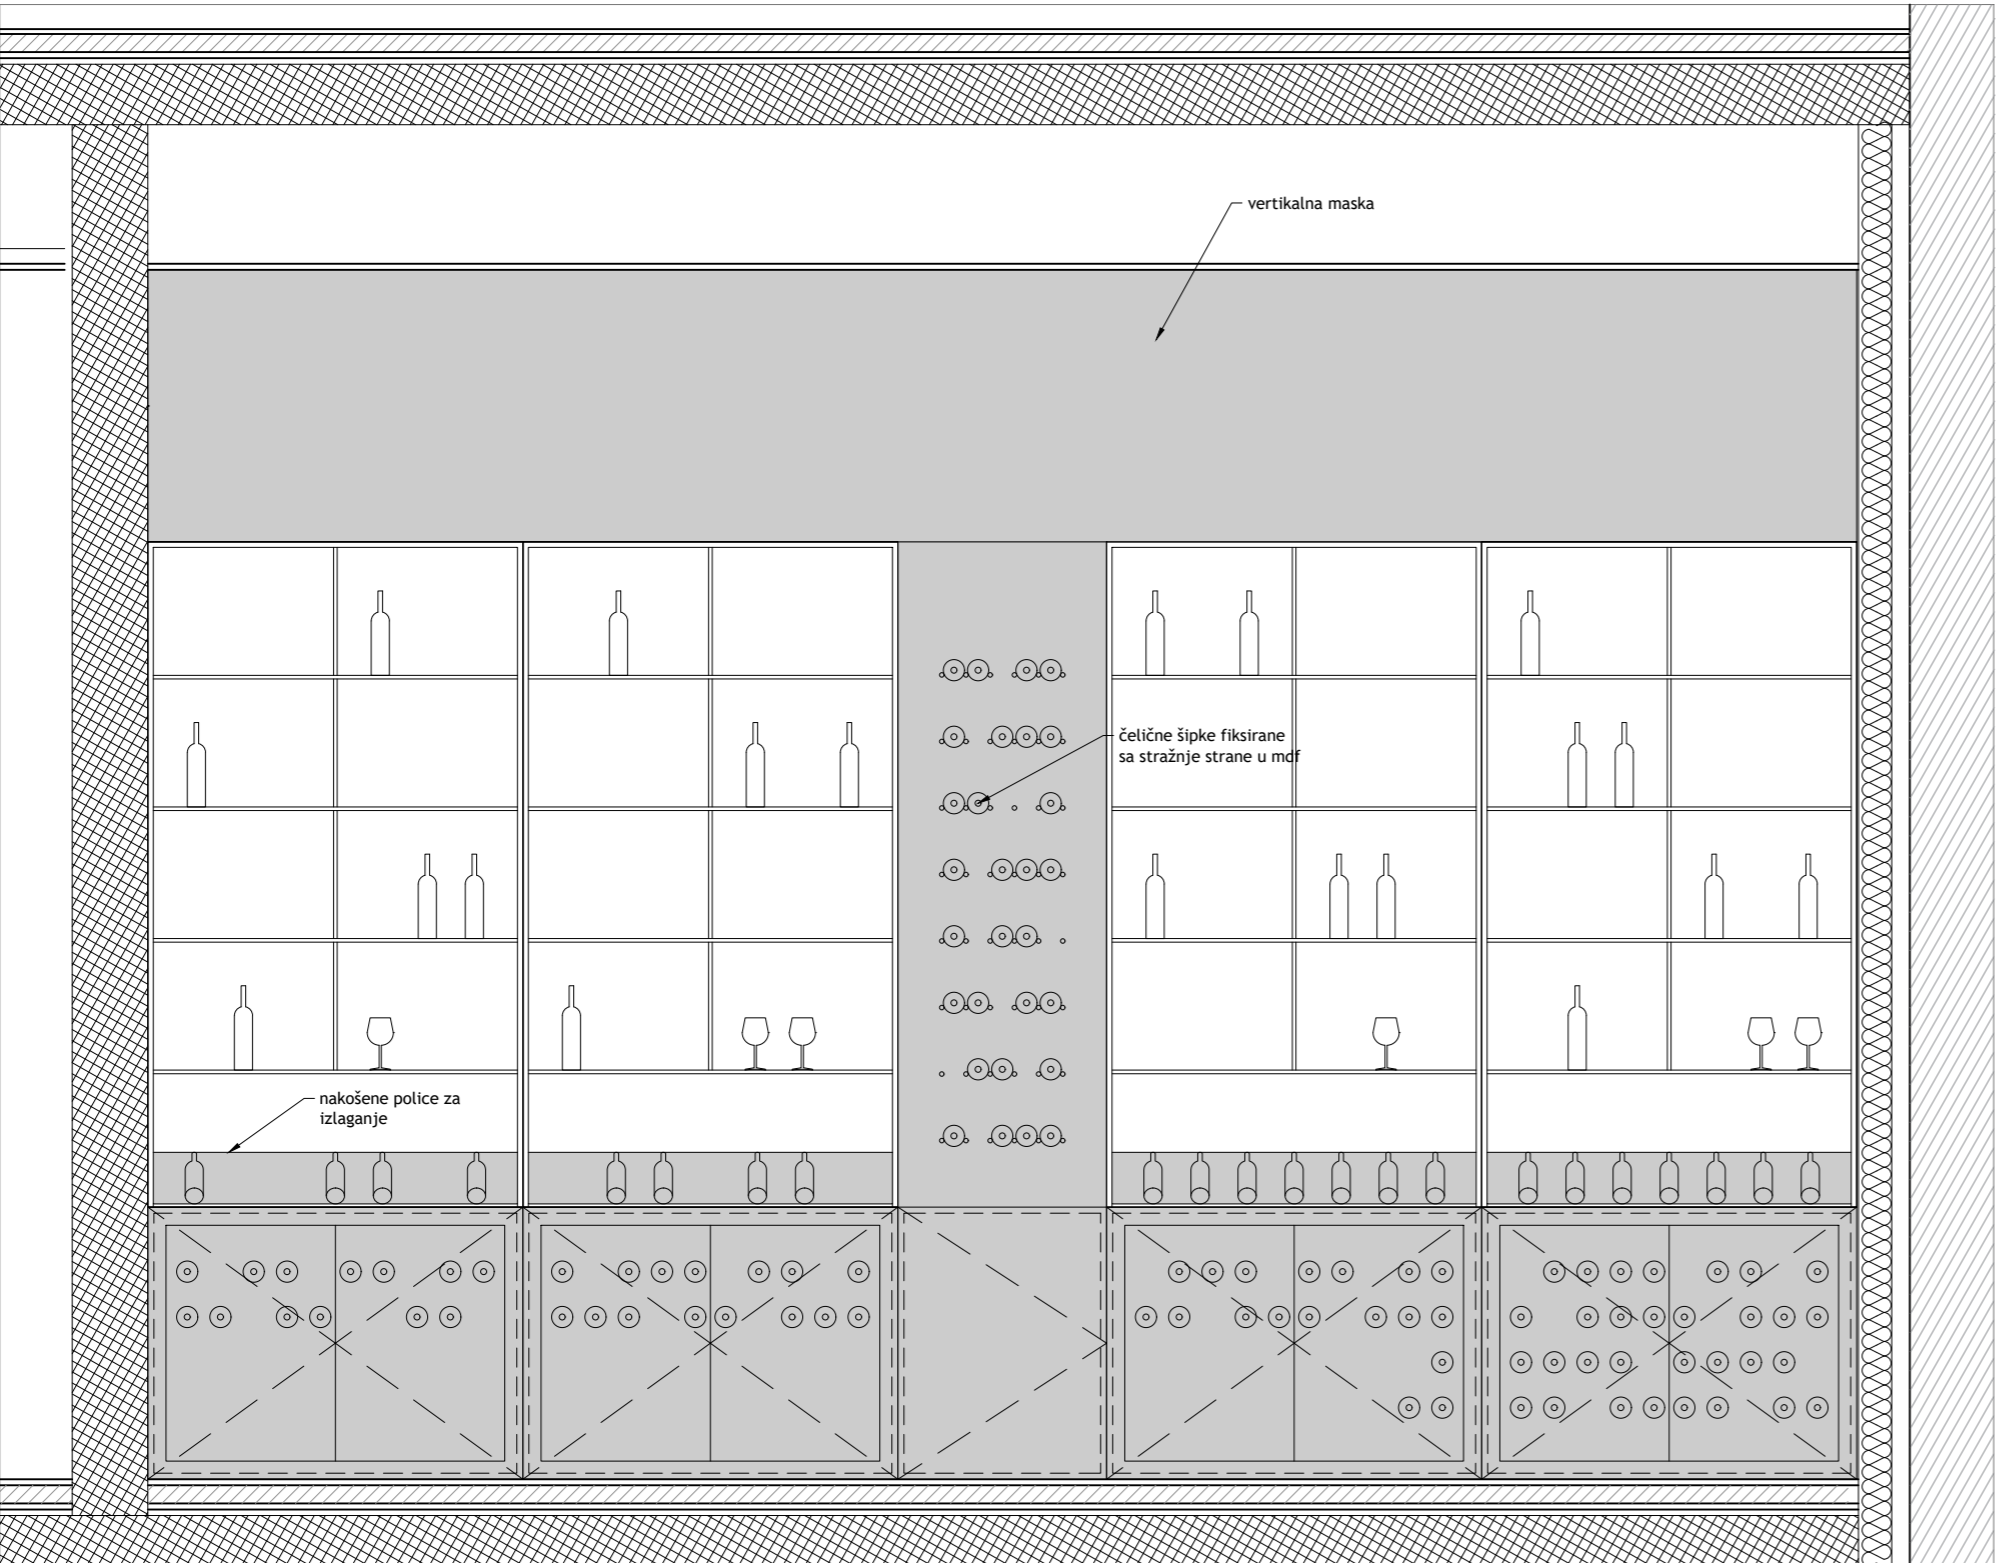 vertikalna maska
čelične šipke fiksirane
sa stražnje strane u mdf
nakošene police za
izlaganje